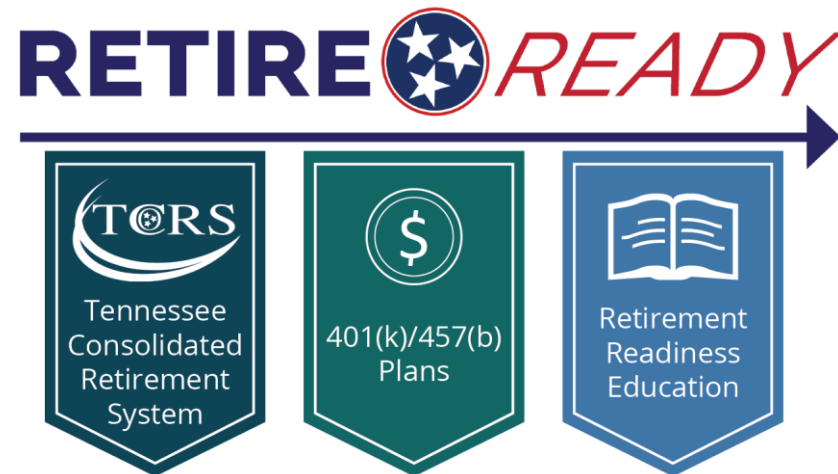 RETIRE READY
TCRS
Tennessee
Consolidated
Retirement
System
$
401(k)/457(b)
Plans
Retirement
Readiness
Education